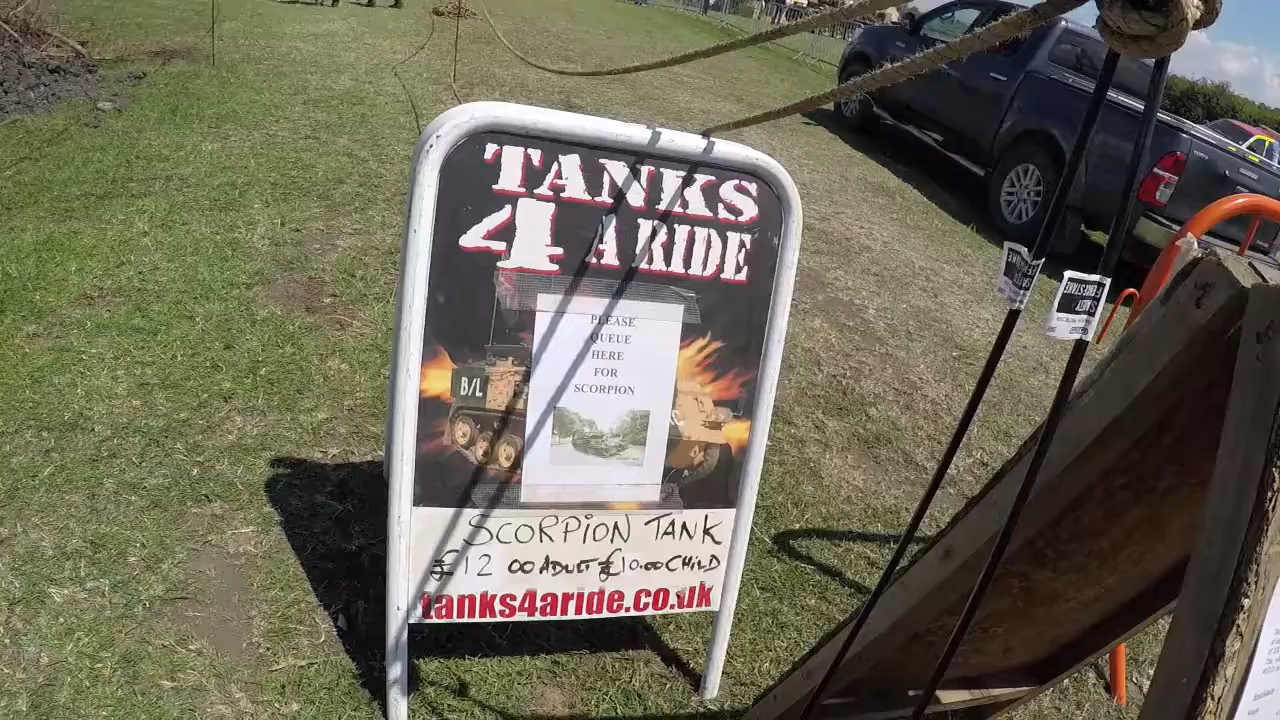 TANKS
4 A RIDE
PLEASE
QUEUE
HERE
FOR
SCORPION
B/L
SCORPION TANK
£12 00 ADULT £10.00 CHILD
tanks4aride.co.uk
TOYOTA